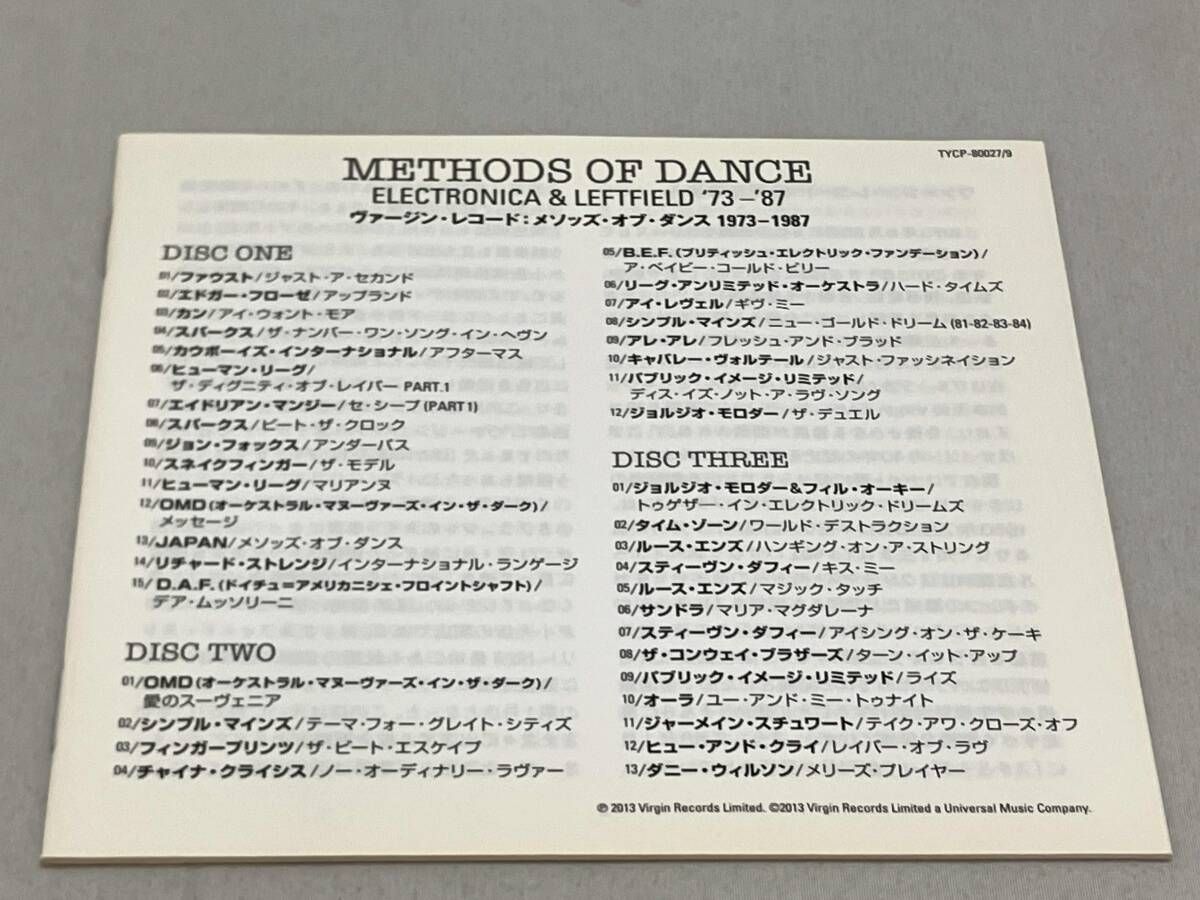 TYCP-80027/9
METHODS OF DANCE
ELECTRONICA & LEFTFIELD '73–'87
ヴァージン・レコード：メソッズ・オブ・ダンス 1973–1987
DISC ONE
01/ファウスト/ジャスト・ア・セカンド
02/エドガー・フローゼ/アップランド
03/カン/アイ・ウォント・モア
04/スパークス/ザ・ナンバー・ワン・ソング・イン・ヘヴン
05/カウボーイズ・インターナショナル/アフターマス
06/ヒューマン・リーグ/
ザ・ディグニティ・オブ・レイバー PART.1
07/エイドリアン・マンジー/セ・シープ(PART1)
08/スパークス/ビート・ザ・クロック
09/ジョン・フォックス/アンダーパス
10/スネイクフィンガー/ザ・モデル
11/ヒューマン・リーグ/マリアンヌ
12/OMD(オーケストラル・マヌーヴァーズ・イン・ザ・ダーク)/
メッセージ
13/JAPAN/メソッズ・オブ・ダンス
14/リチャード・ストレンジ/インターナショナル・ランゲージ
15/D.A.F.(ドイチュ＝アメリカニシェ・フロイントシャフト)/
デア・ムッソリーニ
DISC TWO
01/OMD(オーケストラル・マヌーヴァーズ・イン・ザ・ダーク)/
愛のスーヴェニア
02/シンプル・マインズ/テーマ・フォー・グレイト・シティズ
03/フィンガープリンツ/ザ・ビート・エスケイプ
04/チャイナ・クライシス/ノー・オーディナリー・ラヴァー
05/B.E.F.(ブリティッシュ・エレクトリック・ファンデーション)/
ア・ベイビー・コールド・ビリー
06/リーグ・アンリミテッド・オーケストラ/ハード・タイムズ
07/アイ・レヴェル/ギヴ・ミー
08/シンプル・マインズ/ニュー・ゴールド・ドリーム(81-82-83-84)
09/アレ・アレ/フレッシュ・アンド・ブラッド
10/キャバレー・ヴォルテール/ジャスト・ファッシネイション
11/パブリック・イメージ・リミテッド/
ディス・イズ・ノット・ア・ラヴ・ソング
12/ジョルジオ・モロダー/ザ・デュエル
DISC THREE
01/ジョルジオ・モロダー&フィル・オーキー/
トゥゲザー・イン・エレクトリック・ドリームズ
02/タイム・ゾーン/ワールド・デストラクション
03/ルース・エンズ/ハンギング・オン・ア・ストリング
04/スティーヴン・ダフィー/キス・ミー
05/ルース・エンズ/マジック・タッチ
06/サンドラ/マリア・マグダレーナ
07/スティーヴン・ダフィー/アイシング・オン・ザ・ケーキ
08/ザ・コンウェイ・ブラザーズ/ターン・イット・アップ
09/パブリック・イメージ・リミテッド/ライズ
10/オーラ/ユー・アンド・ミー・トゥナイト
11/ジャーメイン・スチュワート/テイク・アワ・クローズ・オフ
12/ヒュー・アンド・クライ/レイバー・オブ・ラヴ
13/ダニー・ウィルソン/メリーズ・プレイヤー
℗2013 Virgin Records Limited. ©2013 Virgin Records Limited a Universal Music Company.